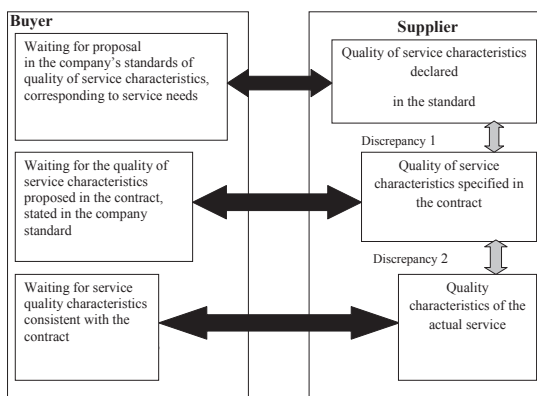 Buyer
Waiting for proposal
in the company's standards of
quality of service characteristics,
corresponding to service needs
Waiting for the quality of
service characteristics
proposed in the contract,
stated in the company
standard
Waiting for service
quality characteristics
consistent with the
contract
Supplier
Quality of service characteristics
declared
in the standard
Discrepancy 1
Quality of service
characteristics specified in
the contract
Discrepancy 2
Quality
characteristics of the
actual service